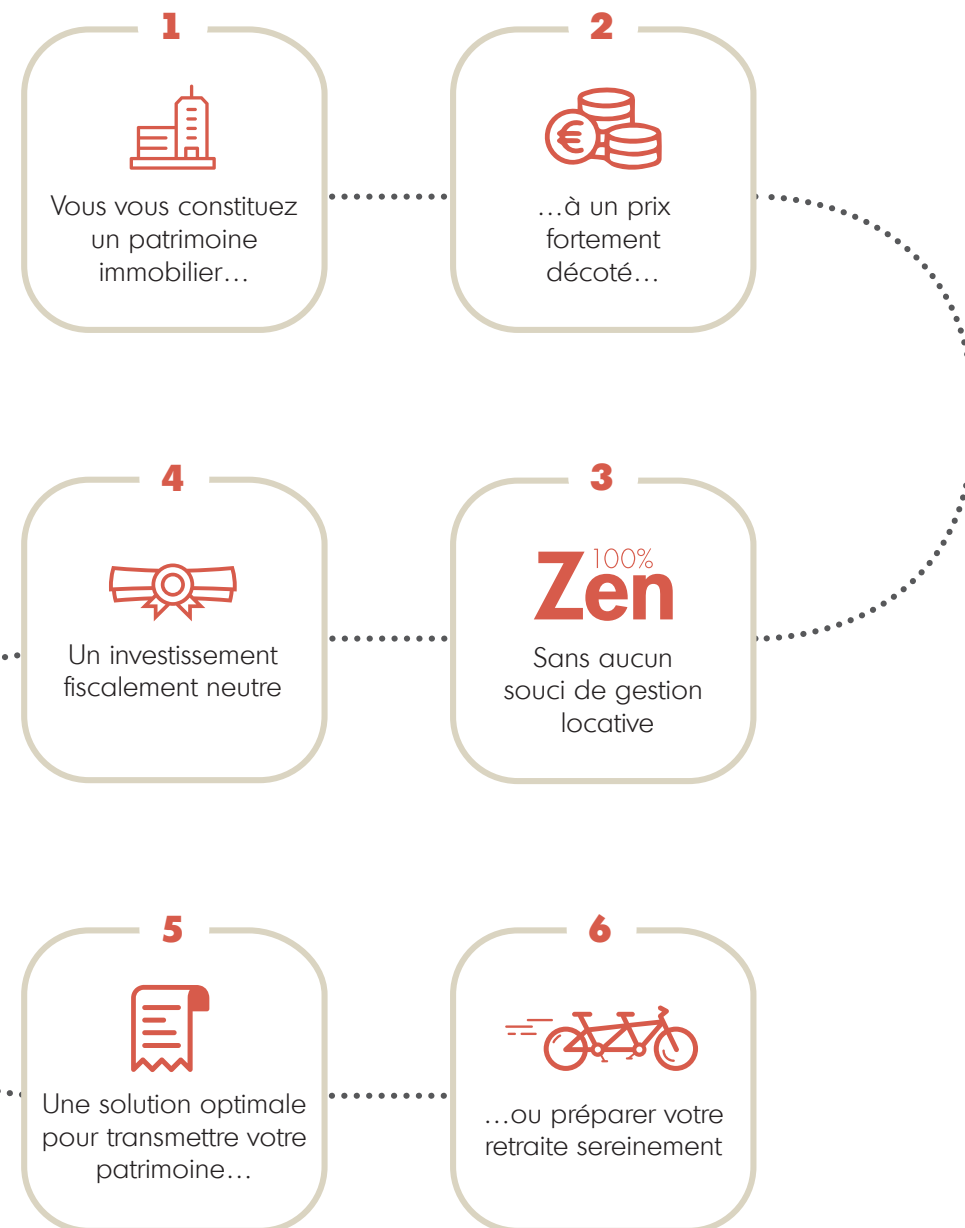 1
Vous vous constituez
un patrimoine
immobilier…
2
€
…à un prix
fortement
décoté…
3
100%
Zen
Sans aucun
souci de gestion
locative
4
Un investissement
fiscalement neutre
5
Une solution optimale
pour transmettre votre
patrimoine…
6
…ou préparer votre
retraite sereinement